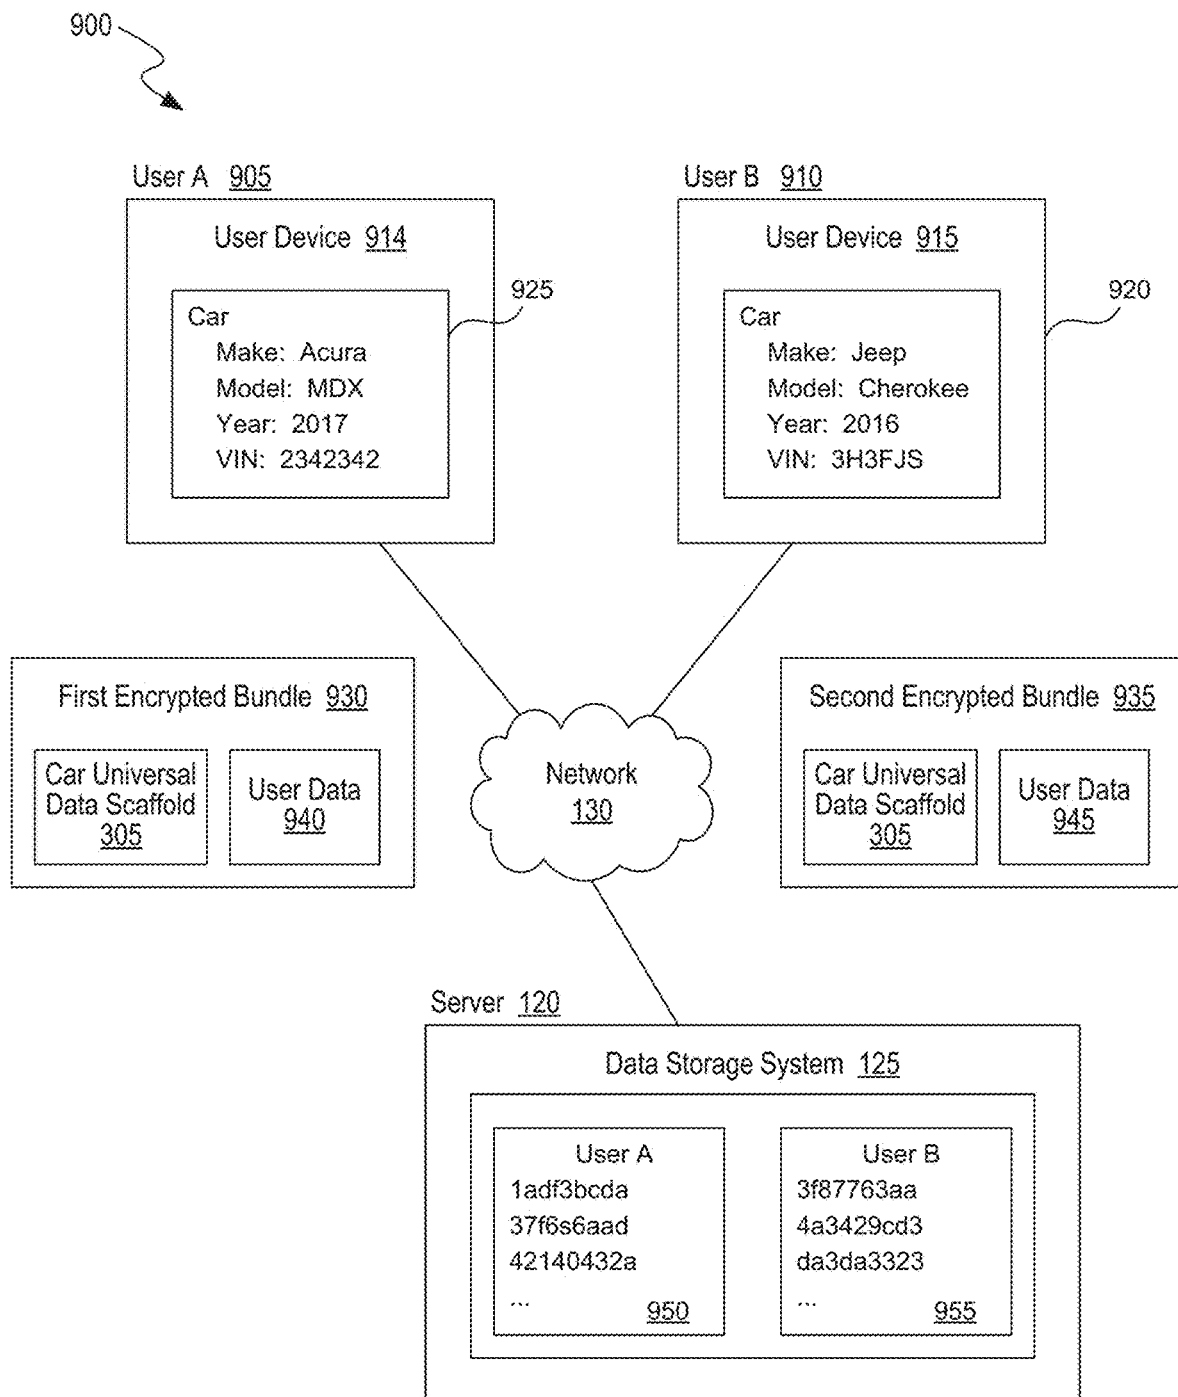 900
User A 905
User B 910
User Device 914
User Device 915
925
920
Car
Make: Acura
Model: MDX
Year: 2017
VIN: 2342342
Car
Make: Jeep
Model: Cherokee
Year: 2016
VIN: 3H3FJS
First Encrypted Bundle 930
Car Universal
Data Scaffold
305
User Data
940
Network
130
Second Encrypted Bundle 935
Car Universal
Data Scaffold
305
User Data
945
Server 120
Data Storage System 125
User A
1adf3bcda
37f6s6aad
42140432a
...
950
User B
3f87763aa
4a3429cd3
da3da3323
...
955